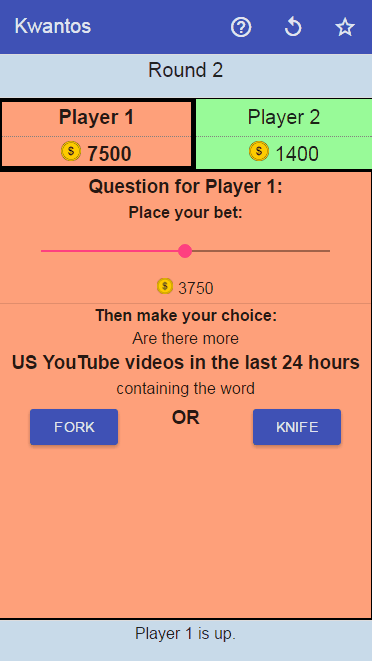 Kwantos
Round 2
Player 1
Player 2
$ 7500
$ 1400
Question for Player 1:
Place your bet:
$ 3750
Then make your choice:
Are there more
US YouTube videos in the last 24 hours
containing the word
FORK
OR
KNIFE
Player 1 is up.